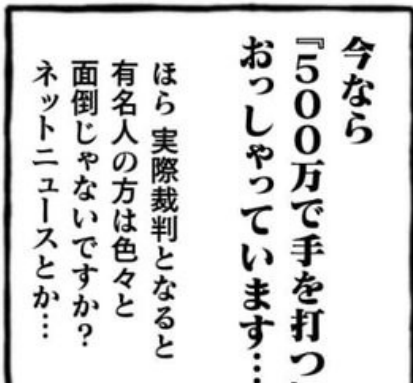 今なら
『500万で手を打つ
おっしゃっています…
ほら 実際裁判となると
有名人の方は色々と
面倒じゃないですか?
ネットニュースとか…